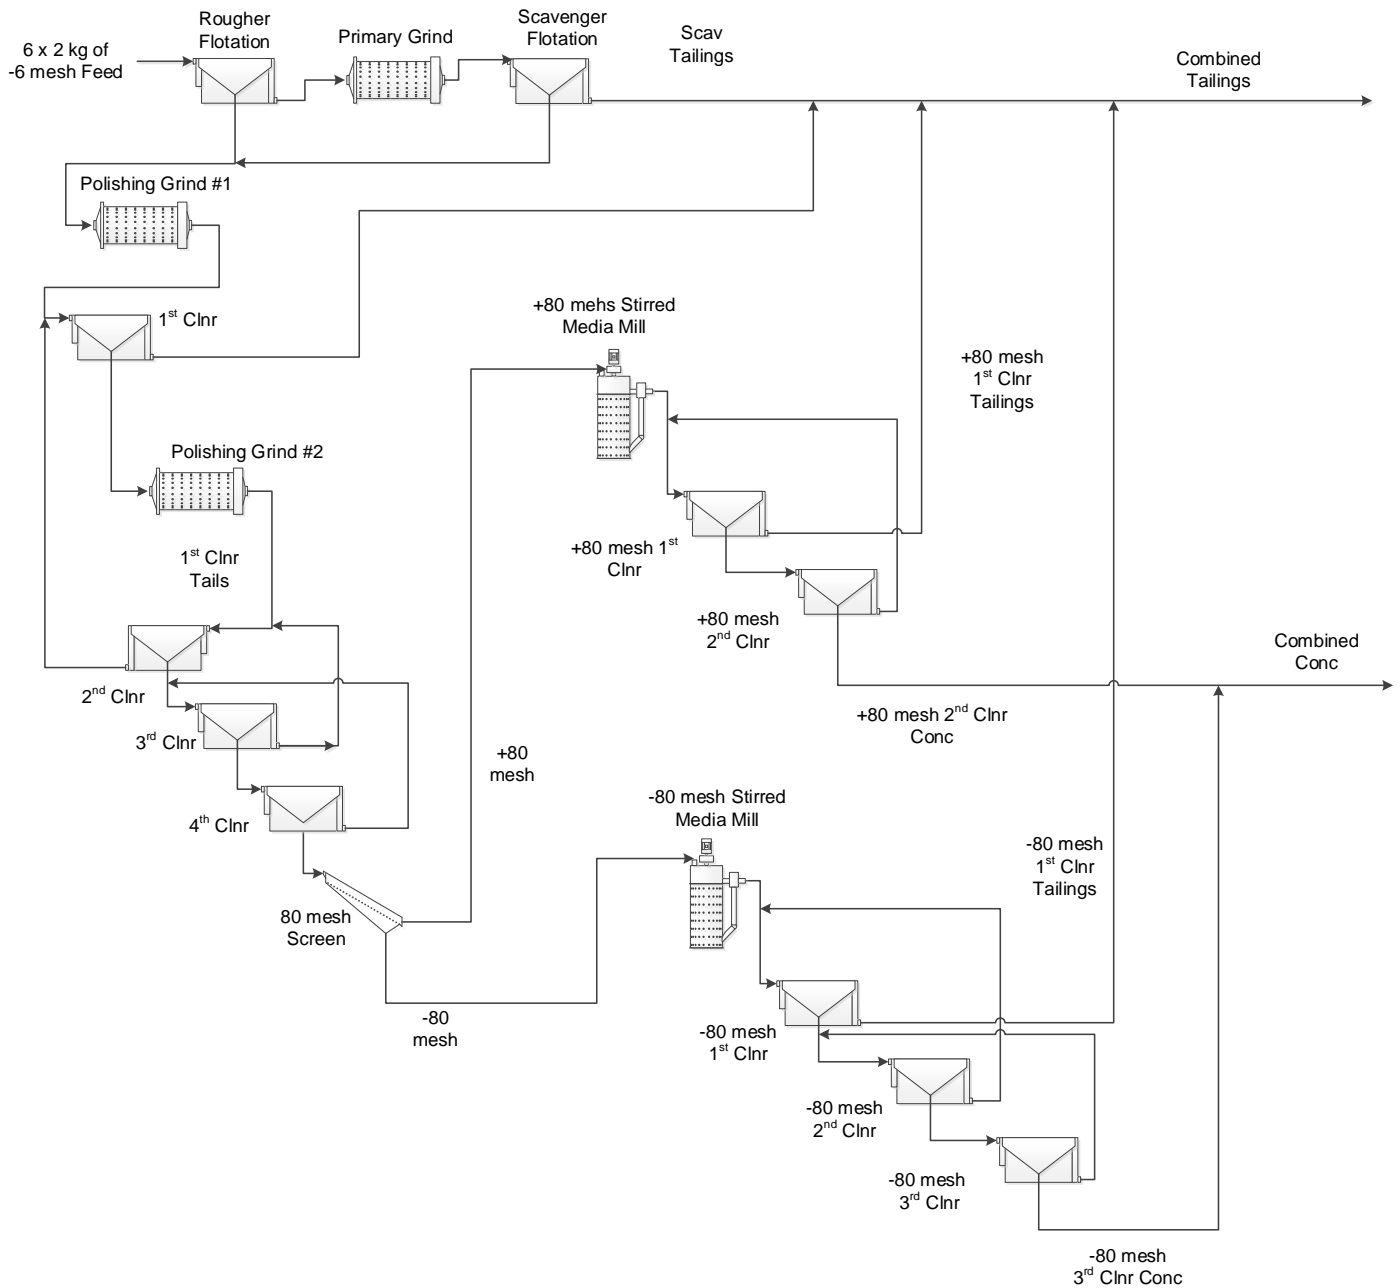 6 x 2 kg of
-6 mesh Feed
Rougher
Flotation
Primary Grind
Scavenger
Flotation
Scav
Tailings
Combined
Tailings
Polishing Grind #1
1st Clnr
+80 mehs Stirred
Media Mill
+80 mesh
1st Clnr
Tailings
Polishing Grind #2
1st Clnr
Tails
+80 mesh 1st
Clnr
+80 mesh
2nd Clnr
Combined
Conc
2nd Clnr
+80 mesh 2nd Clnr
Conc
3rd Clnr
+80
mesh
4th Clnr
-80 mesh Stirred
Media Mill
-80 mesh
1st Clnr
Tailings
80 mesh
Screen
-80
mesh
-80 mesh
1st Clnr
-80 mesh
2nd Clnr
-80 mesh
3rd Clnr
-80 mesh
3rd Clnr Conc